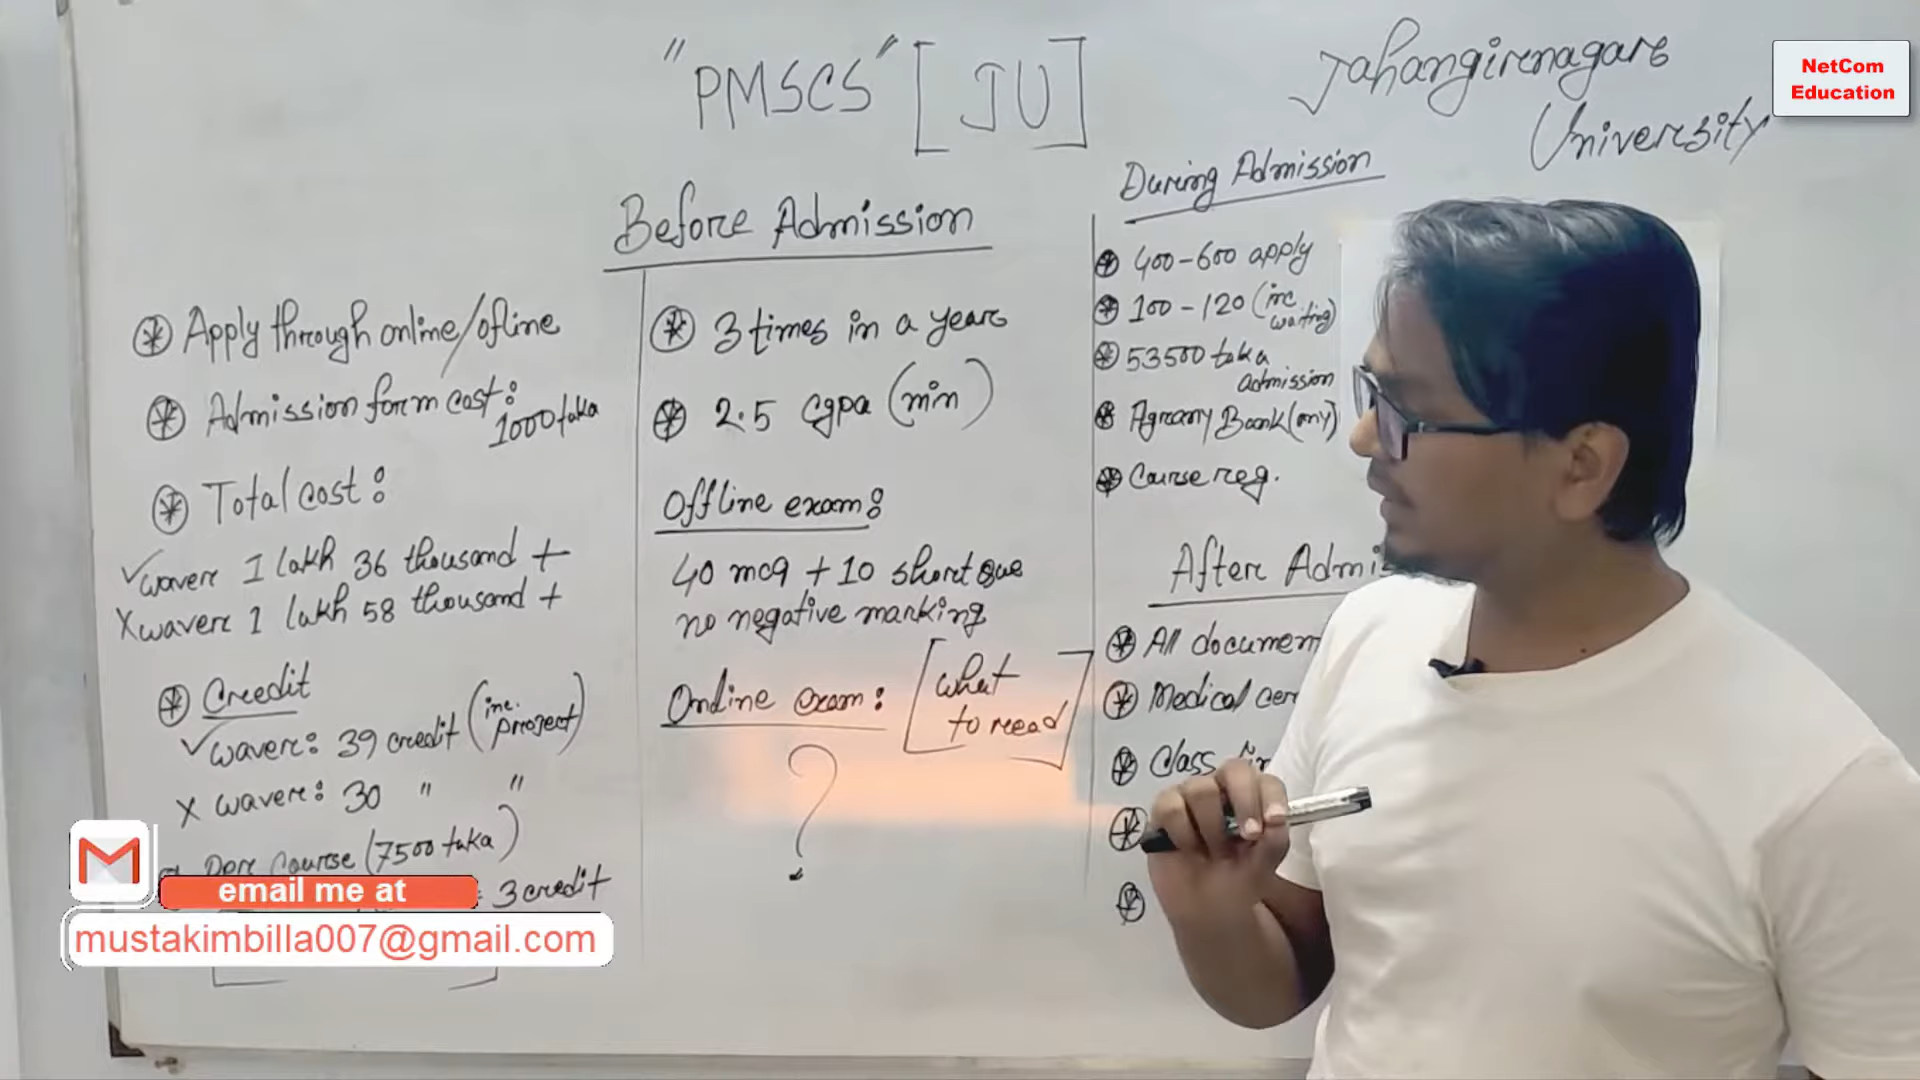 "PMSCS" [JU]
Jahangirnagar
University
NetCom
Education
Before Admission
Apply through online/ofline
Admission form cost:
1000 taka
Total cost:
✓ waver 1 lakh 36 thousand +
X waver 1 lakh 58 thousand +
Creedit
✓ waver: 39 credit (inc. project)
X waver: 30 " "
Per Course (7500 taka)
3 credit
3 times in a year
2.5 cgpa (min)
Offline exam:
40 mcq + 10 short que
no negative marking
Online exam: [what
to read]
?
During Admission
400-600 apply
100-120 (inc
waiting)
53500 taka
admission
Agrany Bank (any)
Course reg.
After Admis
All documen
Medical cer
Class
email me at
mustakimbilla007@gmail.com